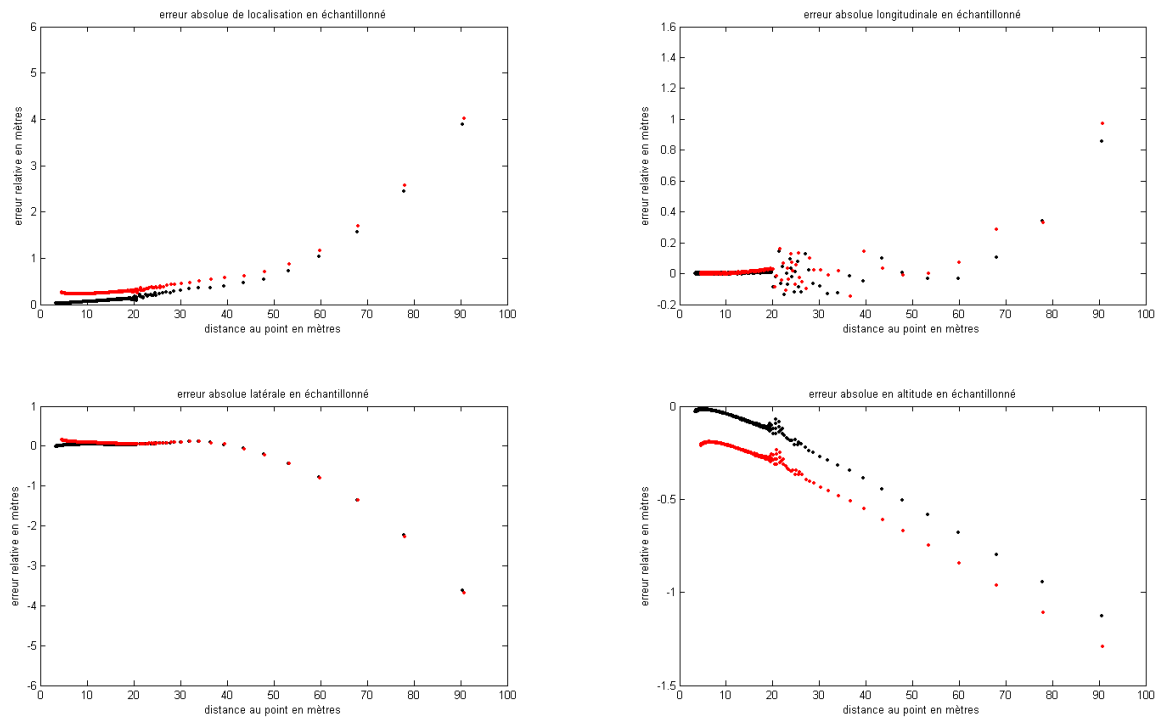 erreur absolue de localisation en échantillonné
6
5
4
3
2
1
0
erreur relative en mètres
0 10 20 30 40 50 60 70 80 90 100
distance au point en mètres
erreur absolue longitudinale en échantillonné
1.6
1.4
1.2
1
0.8
0.6
0.4
0.2
0
-0.2
erreur relative en mètres
0 10 20 30 40 50 60 70 80 90 100
distance au point en mètres
erreur absolue latérale en échantillonné
1
0
-1
-2
-3
-4
-5
-6
erreur relative en mètres
0 10 20 30 40 50 60 70 80 90 100
distance au point en mètres
erreur absolue en altitude en échantillonné
0
-0.5
-1
-1.5
erreur relative en mètres
0 10 20 30 40 50 60 70 80 90 100
distance au point en mètres